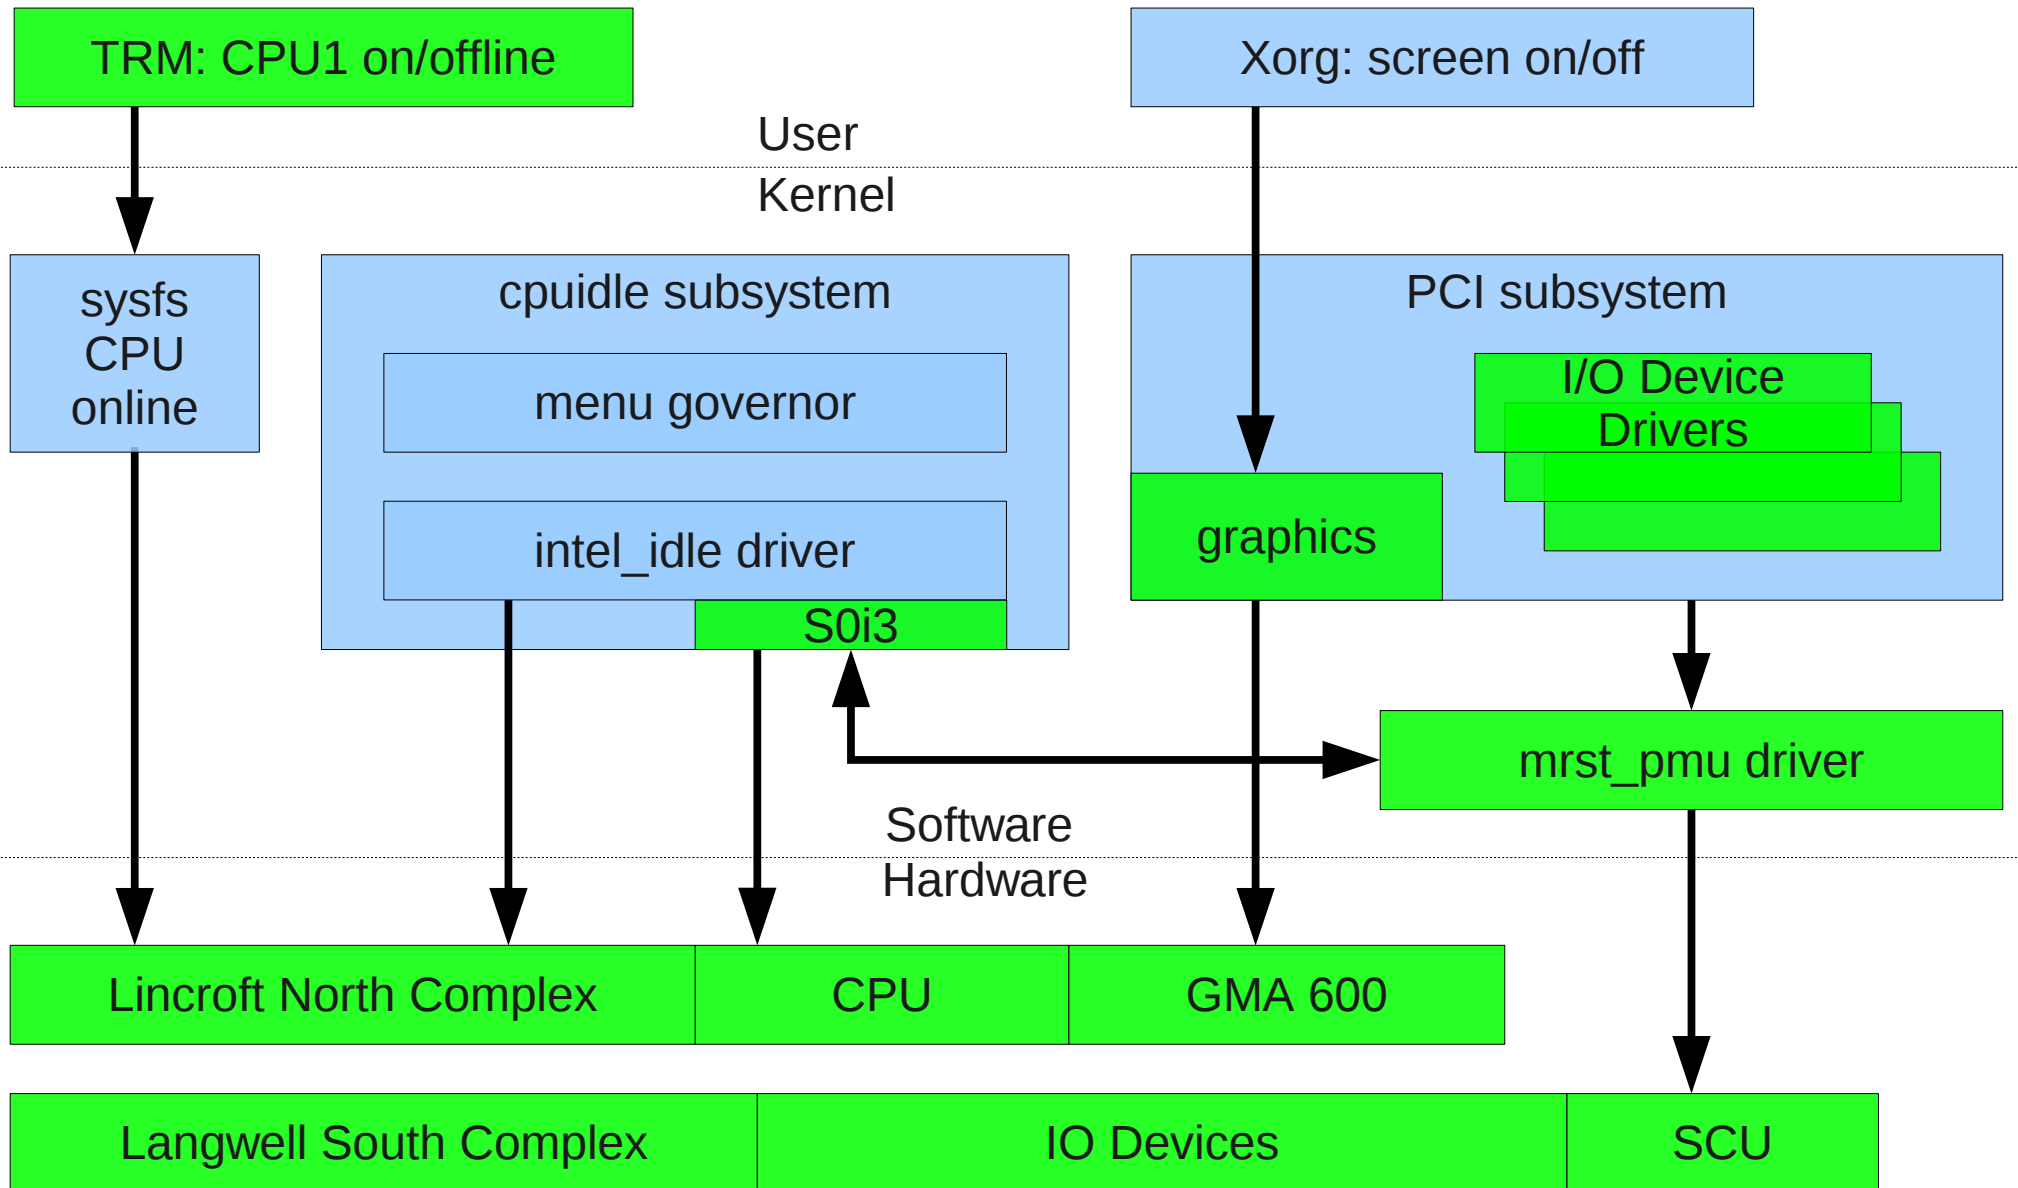 TRM: CPU1 on/offline
Xorg: screen on/off
User
Kernel
sysfs
CPU
online
cpuidle subsystem
menu governor
intel_idle driver
S0i3
PCI subsystem
I/O Device
Drivers
graphics
mrst_pmu driver
Software
Hardware
Lincroft North Complex
CPU
GMA 600
Langwell South Complex
IO Devices
SCU